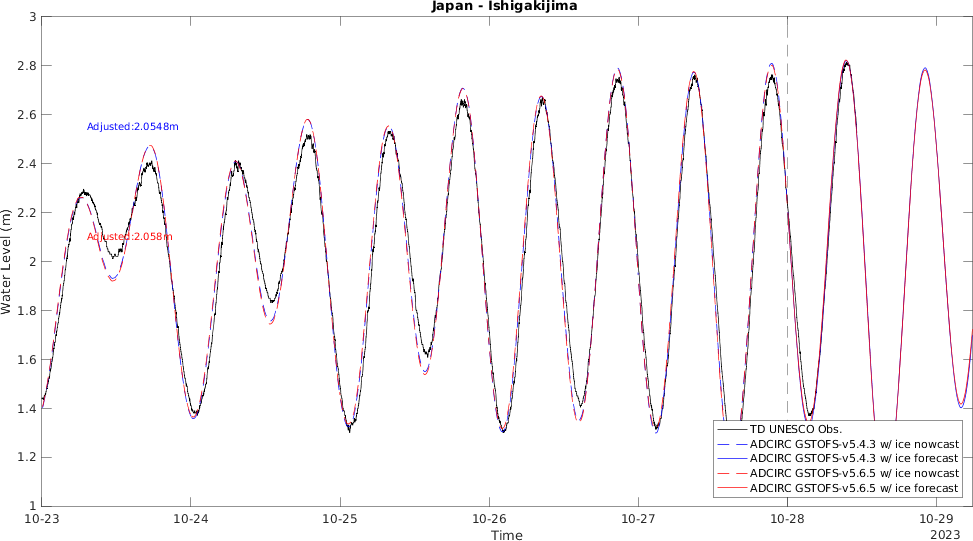 Japan - Ishigakijima
3
2.8
2.6
2.4
2.2
2
1.8
1.6
1.4
1.2
1
Water Level (m)
Adjusted:2.0548m
Adjusted:2.058m
TD UNESCO Obs.
ADCIRC GSTOFS-v5.4.3 w/ ice nowcast
ADCIRC GSTOFS-v5.4.3 w/ ice forecast
ADCIRC GSTOFS-v5.6.5 w/ ice nowcast
ADCIRC GSTOFS-v5.6.5 w/ ice forecast
10-23 10-24 10-25 10-26 10-27 10-28 10-29
Time
2023